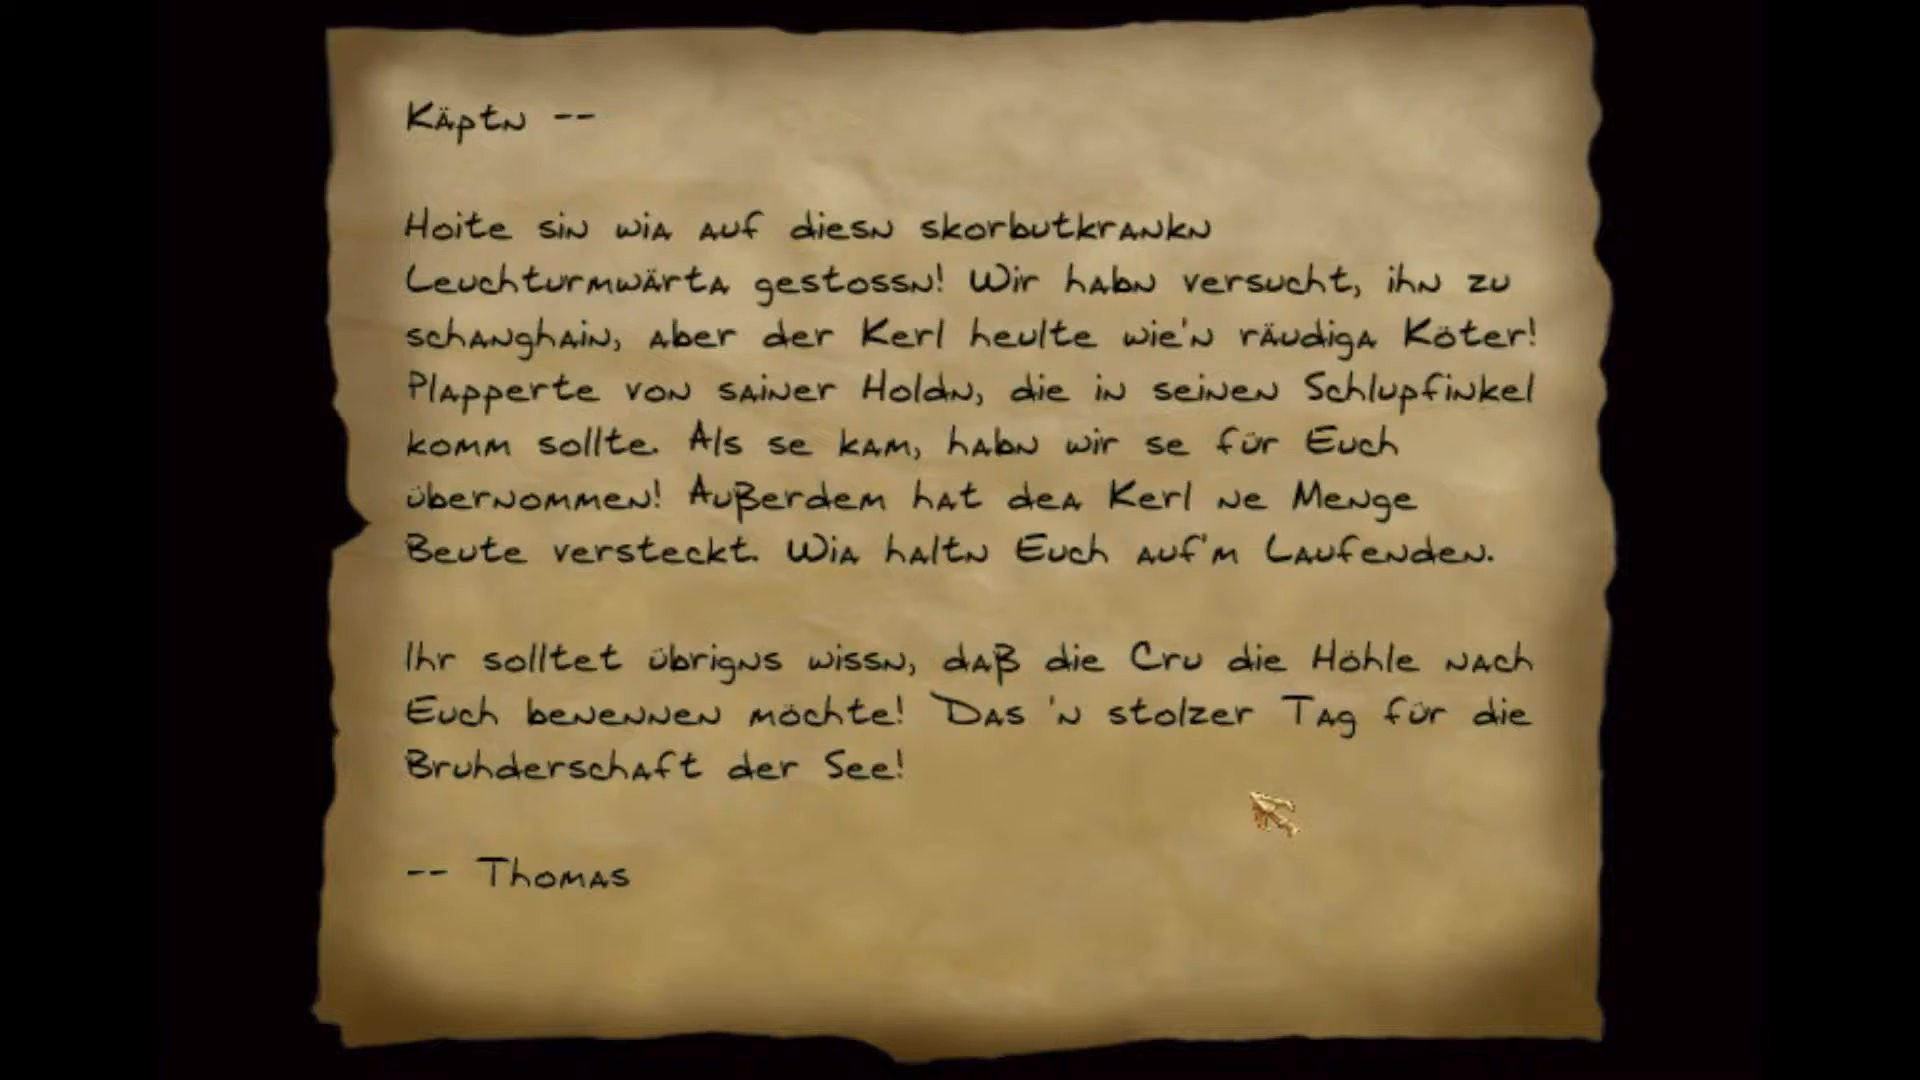 Käptn --
Hoite sin wia auf diesn skorbutkrankn
Leuchturmwärta gestossn! Wir habn versucht, ihn zu
schanghain, aber der Kerl heulte wie'n räudiga Köter!
Plapperte von sainer Holdn, die in seinen Schlupfinkel
komm sollte. Als se kam, habn wir se für Euch
übernommen! Außerdem hat dea Kerl ne Menge
Beute versteckt. Wia haltn Euch auf'm Laufenden.
Ihr solltet übrigns wissn, daß die Cru die Höhle nach
Euch benennen möchte! Das 'n stolzer Tag für die
Bruhderschaft der See!
-- Thomas